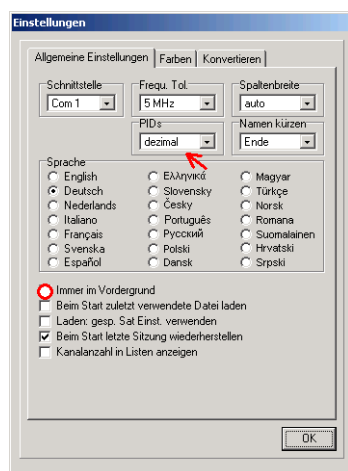 Einstellungen
Allgemeine Einstellungen Farben Konvertieren
Schnittstelle Frequ. Tol. Spaltenbreite
Com 1 5 MHz auto
PIDs Namen kürzen
dezimal Ende
Sprache
English Ελληνικά Magyar
Deutsch Slovensky Türkçe
Nederlands Česky Norsk
Italiano Português Romana
Français Русский Suomalainen
Svenska Polski Hrvatski
Español Dansk Srpski
Immer im Vordergrund
Beim Start zuletzt verwendete Datei laden
Laden: gesp. Sat Einst. verwenden
Beim Start letzte Sitzung wiederherstellen
Kanalanzahl in Listen anzeigen
OK